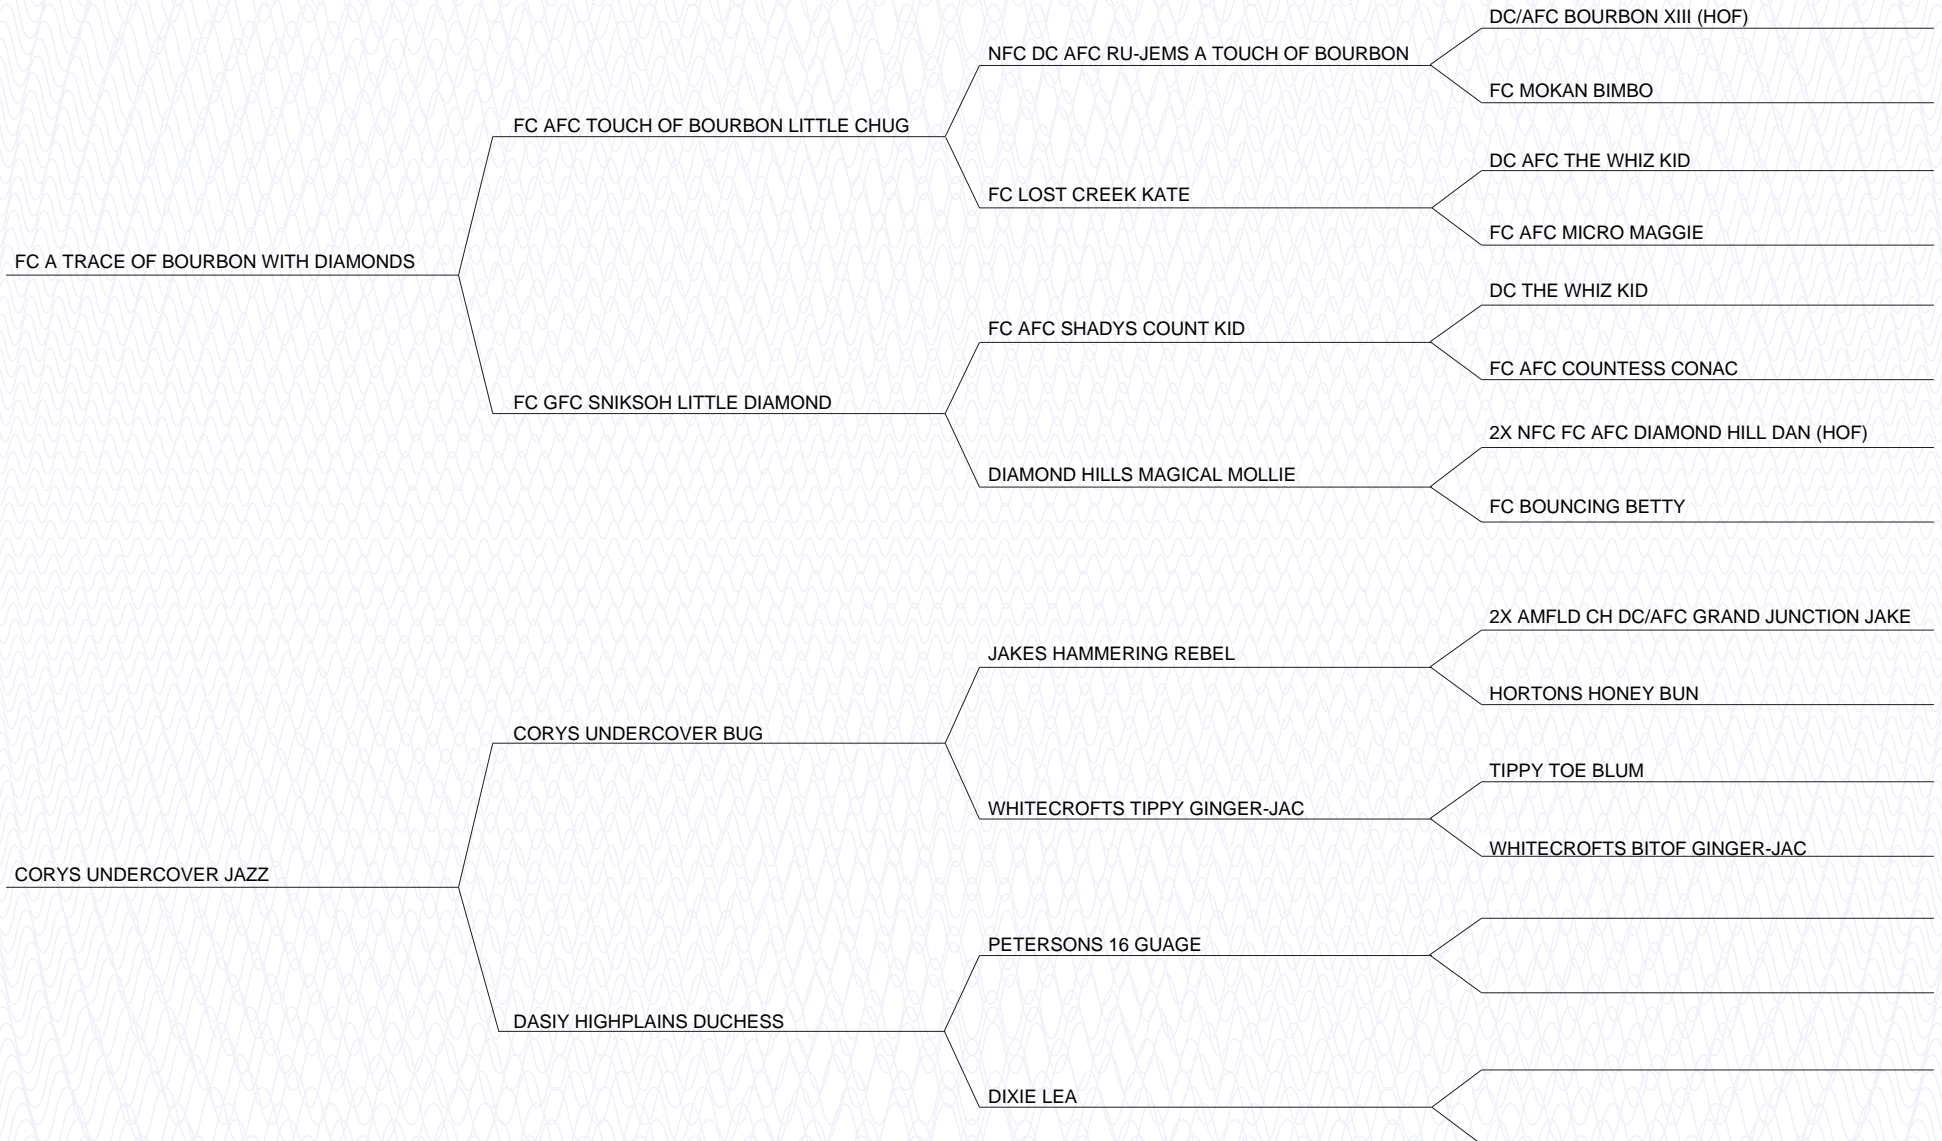 DC/AFC BOURBON XIII (HOF)
NFC DC AFC RU-JEMS A TOUCH OF BOURBON
FC MOKAN BIMBO
FC AFC TOUCH OF BOURBON LITTLE CHUG
DC AFC THE WHIZ KID
FC LOST CREEK KATE
FC AFC MICRO MAGGIE
FC A TRACE OF BOURBON WITH DIAMONDS
DC THE WHIZ KID
FC AFC SHADYS COUNT KID
FC AFC COUNTESS CONAC
FC GFC SNIKSOH LITTLE DIAMOND
2X NFC FC AFC DIAMOND HILL DAN (HOF)
DIAMOND HILLS MAGICAL MOLLIE
FC BOUNCING BETTY
2X AMFLD CH DC/AFC GRAND JUNCTION JAKE
JAKES HAMMERING REBEL
HORTONS HONEY BUN
CORYS UNDERCOVER BUG
TIPPY TOE BLUM
WHITECROFTS TIPPY GINGER-JAC
WHITECROFTS BITOF GINGER-JAC
CORYS UNDERCOVER JAZZ
PETERSONS 16 GUAGE
DASIY HIGHPLAINS DUCHESS
DIXIE LEA